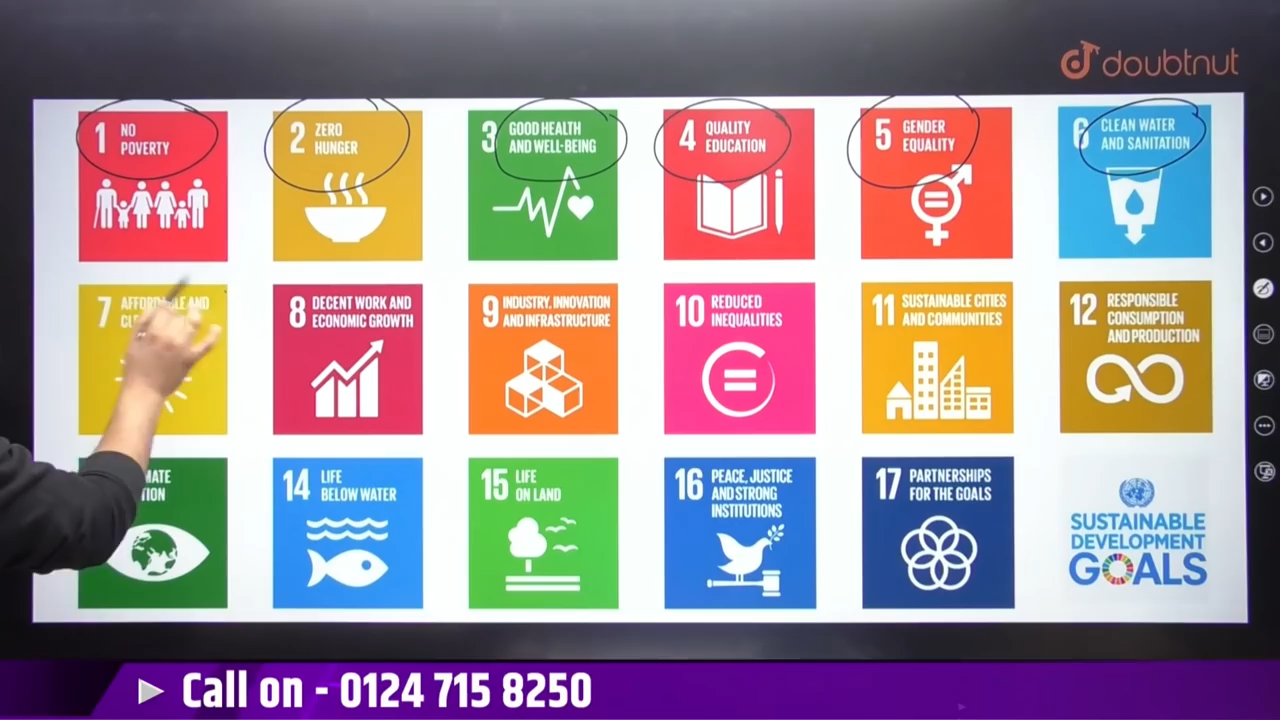 doubtnut
1 NO
POVERTY
2 ZERO
HUNGER
3 GOOD HEALTH
AND WELL-BEING
4 QUALITY
EDUCATION
5 GENDER
EQUALITY
6 CLEAN WATER
AND SANITATION
7 AND
8 DECENT WORK AND
ECONOMIC GROWTH
9 INDUSTRY, INNOVATION
AND INFRASTRUCTURE
10 REDUCED
INEQUALITIES
11 SUSTAINABLE CITIES
AND COMMUNITIES
12 RESPONSIBLE
CONSUMPTION
AND PRODUCTION
14 LIFE
BELOW WATER
15 LIFE
ON LAND
16 PEACE, JUSTICE
AND STRONG
INSTITUTIONS
17 PARTNERSHIPS
FOR THE GOALS
SUSTAINABLE
DEVELOPMENT
GOALS
Call on - 0124 715 8250